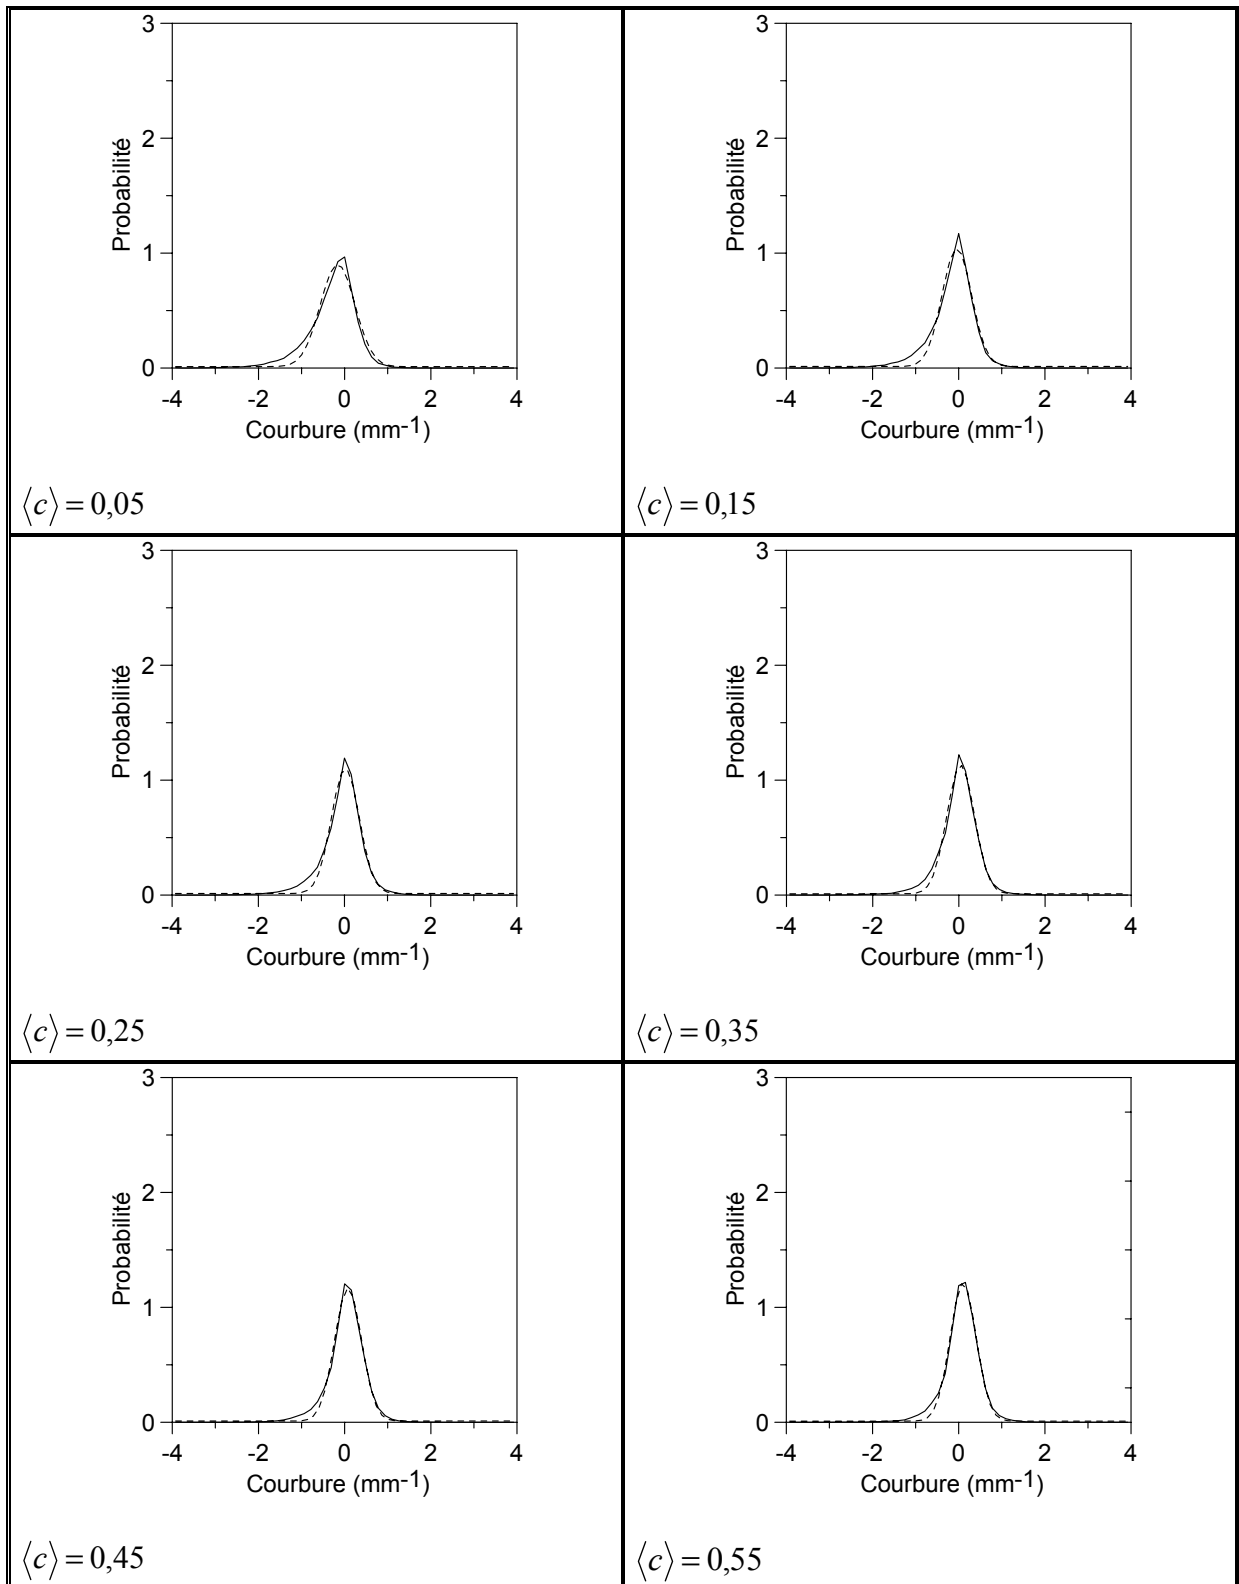 3
2
1
0
Probabilité
-4 -2 0 2 4
Courbure (mm-1)
⟨c⟩ = 0,05
3
2
1
0
Probabilité
-4 -2 0 2 4
Courbure (mm-1)
⟨c⟩ = 0,15
3
2
1
0
Probabilité
-4 -2 0 2 4
Courbure (mm-1)
⟨c⟩ = 0,25
3
2
1
0
Probabilité
-4 -2 0 2 4
Courbure (mm-1)
⟨c⟩ = 0,35
3
2
1
0
Probabilité
-4 -2 0 2 4
Courbure (mm-1)
⟨c⟩ = 0,45
3
2
1
0
Probabilité
-4 -2 0 2 4
Courbure (mm-1)
⟨c⟩ = 0,55